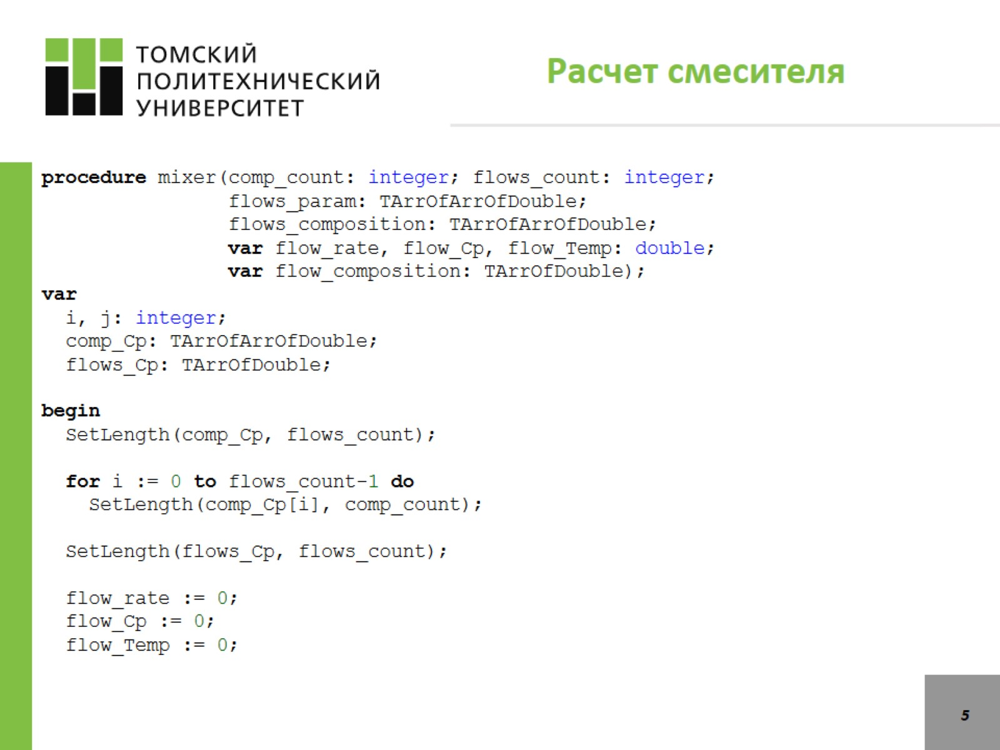 ТОМСКИЙ
ПОЛИТЕХНИЧЕСКИЙ
УНИВЕРСИТЕТ
Расчет смесителя
procedure mixer(comp_count: integer; flows_count: integer;
flows_param: TArrOfArrOfDouble;
flows_composition: TArrOfArrOfDouble;
var flow_rate, flow_Cp, flow_Temp: double;
var flow_composition: TArrOfDouble);
var
i, j: integer;
comp_Cp: TArrOfArrOfDouble;
flows_Cp: TArrOfDouble;
begin
SetLength(comp_Cp, flows_count);
for i := 0 to flows_count-1 do
SetLength(comp_Cp[i], comp_count);
SetLength(flows_Cp, flows_count);
flow_rate := 0;
flow_Cp := 0;
flow_Temp := 0;
5